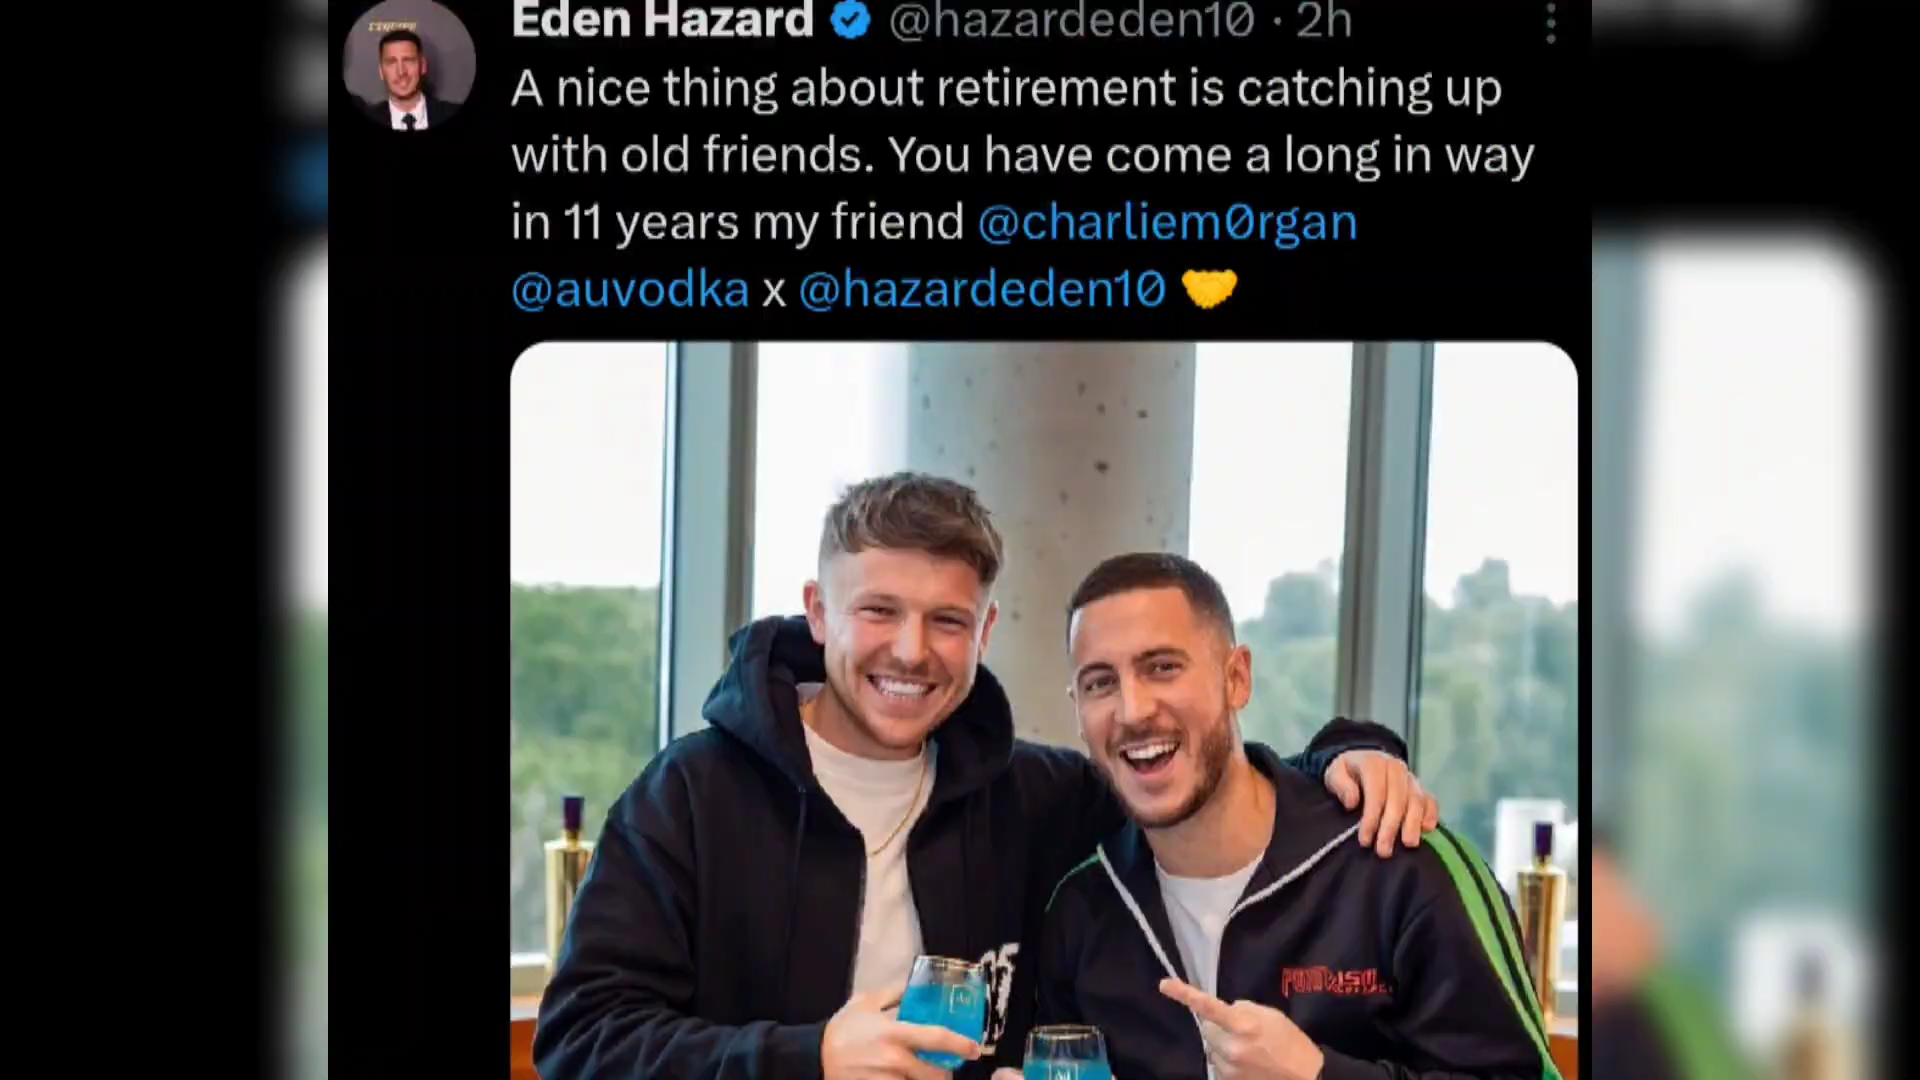 Eden Hazard @hazardeden10 · 2h
A nice thing about retirement is catching up
with old friends. You have come a long in way
in 11 years my friend @charliem0rgan
@auvodka x @hazardeden10 🤝